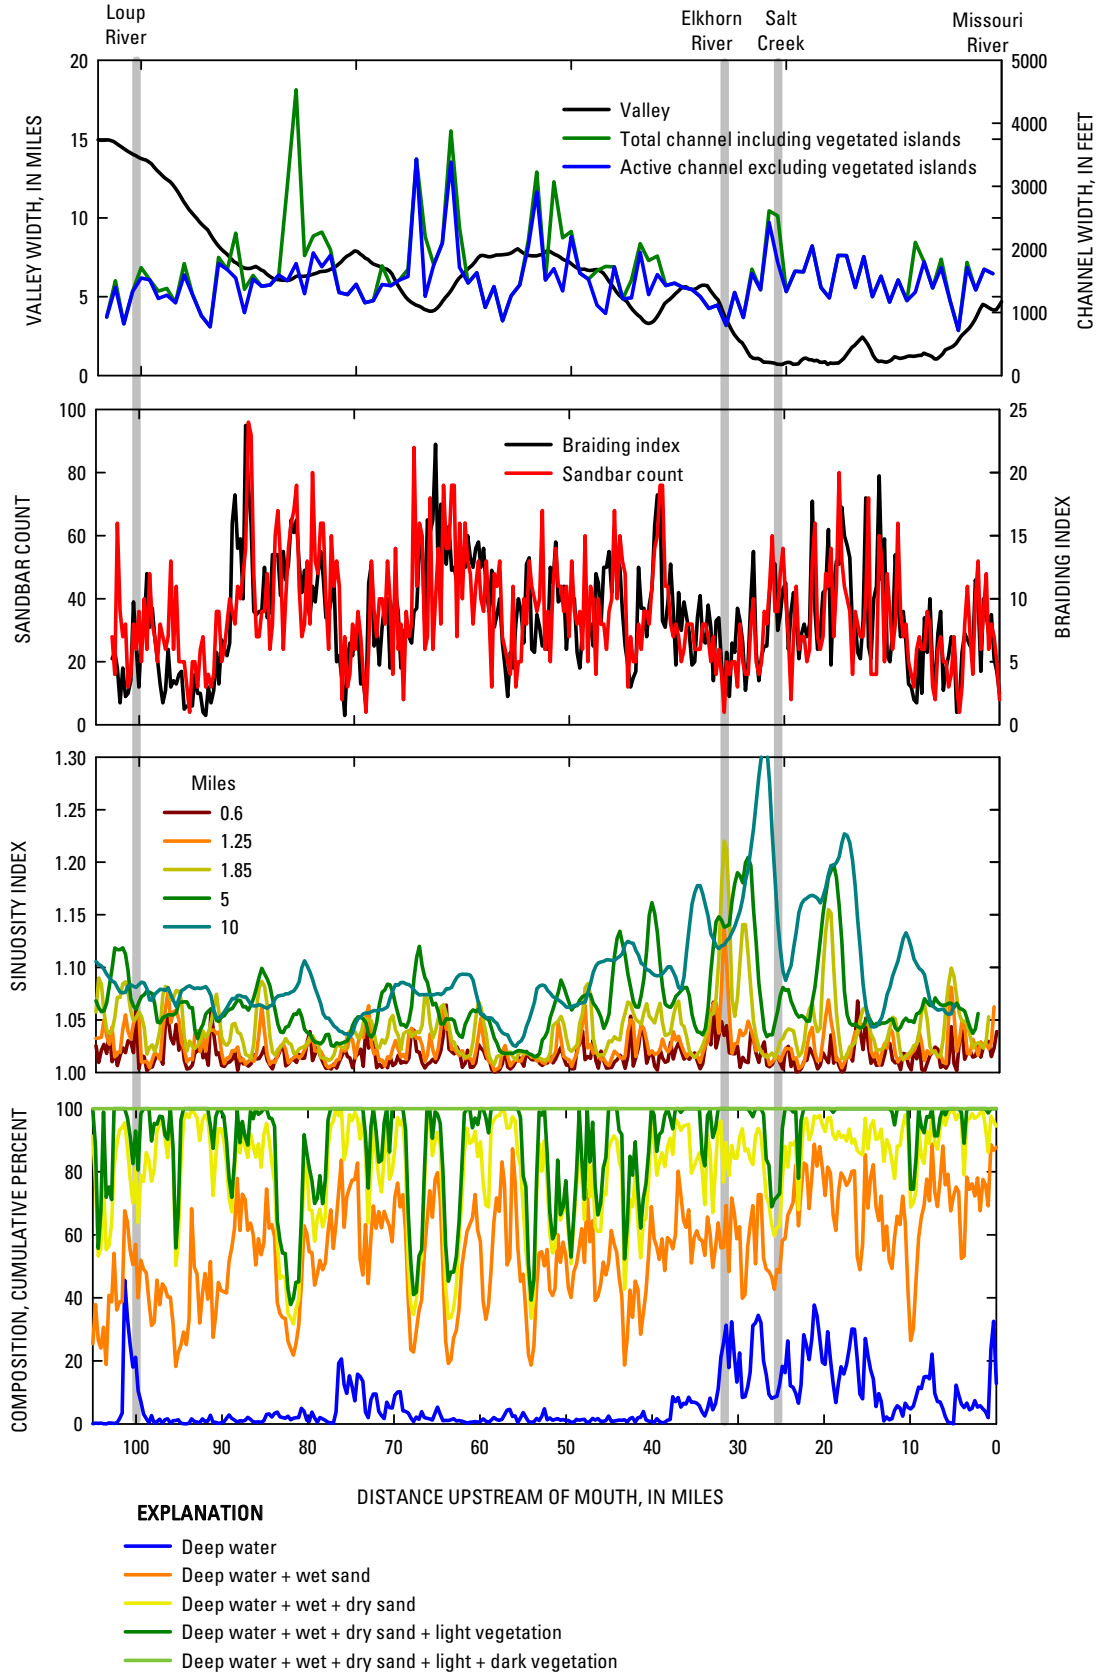 Loup
River
Elkhorn
River
Salt
Creek
Missouri
River
VALLEY WIDTH, IN MILES
20
15
10
5
0
Valley
Total channel including vegetated islands
Active channel excluding vegetated islands
5000
4000
3000
2000
1000
0
CHANNEL WIDTH, IN FEET
SANDBAR COUNT
100
80
60
40
20
0
Braiding index
Sandbar count
25
20
15
10
5
0
BRAIDING INDEX
SINUOSITY INDEX
1.30
1.25
1.20
1.15
1.10
1.05
1.00
Miles
0.6
1.25
1.85
5
10
COMPOSITION, CUMULATIVE PERCENT
100
80
60
40
20
0
100 90 80 70 60 50 40 30 20 10 0
DISTANCE UPSTREAM OF MOUTH, IN MILES
EXPLANATION
Deep water
Deep water + wet sand
Deep water + wet + dry sand
Deep water + wet + dry sand + light vegetation
Deep water + wet + dry sand + light + dark vegetation